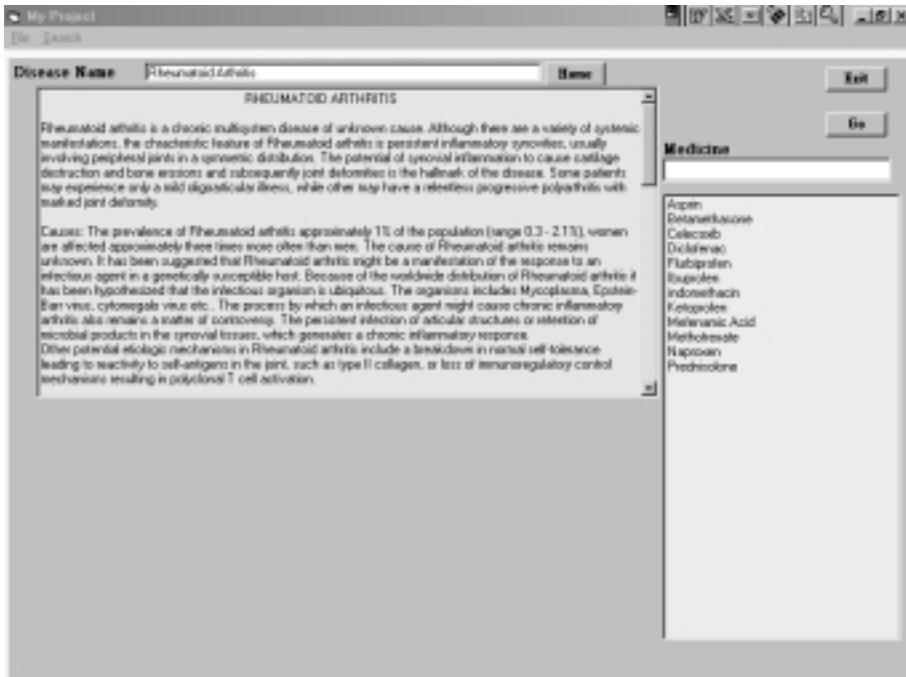 My Project
File Search
Disease Name Rheumatoid Arthritis Home
Exit
Go
RHEUMATOID ARTHRITIS
Rheumatoid arthritis is a chronic multisystem disease of unknown cause. Although there are a variety of systemic
manifestations, the chracteristic feature of Rheumatoid arthritis is persistent inflammatory synovities, usually
involving peripheral joints in a symmetric distribution. The potential of synovial inflammation to cause cartilage
destruction and bone erosions and subsequently joint deformities is the hallmark of the disease. Some patients
may experience only a mild oligoarticular illness, while other may have a relentless progressive polyarthritis with
marked joint deformity.
Causes: The prevalence of Rheumatoid arthritis approximately 1% of the population (range 0.3 - 2.1%), women
are affected approximately three times more often than men. The cause of Rheumatoid arthritis remains
unknown. It has been suggested that Rheumatoid arthritis might be a manifestation of the response to an
infectious agent in a genetically susceptible host. Because of the worldwide distribution of Rheumatoid arthritis it
has been hypothesized that the infectious organism is ubiquitous. The organisms includes Mycoplasma, Epstein-
Barr virus, cytomegalo virus etc.. The process by which an infectious agent might cause chronic inflammatory
arthritis also remains a matter of controversy. The persistent infection of articular structures or retention of
microbial products in the synovial tissues, which generates a chronic inflammatory response.
Other potential etiologic mechanisms in Rheumatoid arthritis include a breakdown in normal self-tolerance
leading to reactivity to self-antigens in the joint, such as type II collagen, or loss of immunoregulatory control
mechanisms resulting in polyclonal T cell activation.
Medicine
Asprin
Betamethasone
Celecoxib
Diclofenac
Flurbiprofen
Ibuprofen
indomethacin
Ketoprofen
Mefenamic Acid
Methotrexate
Naproxen
Prednisolone